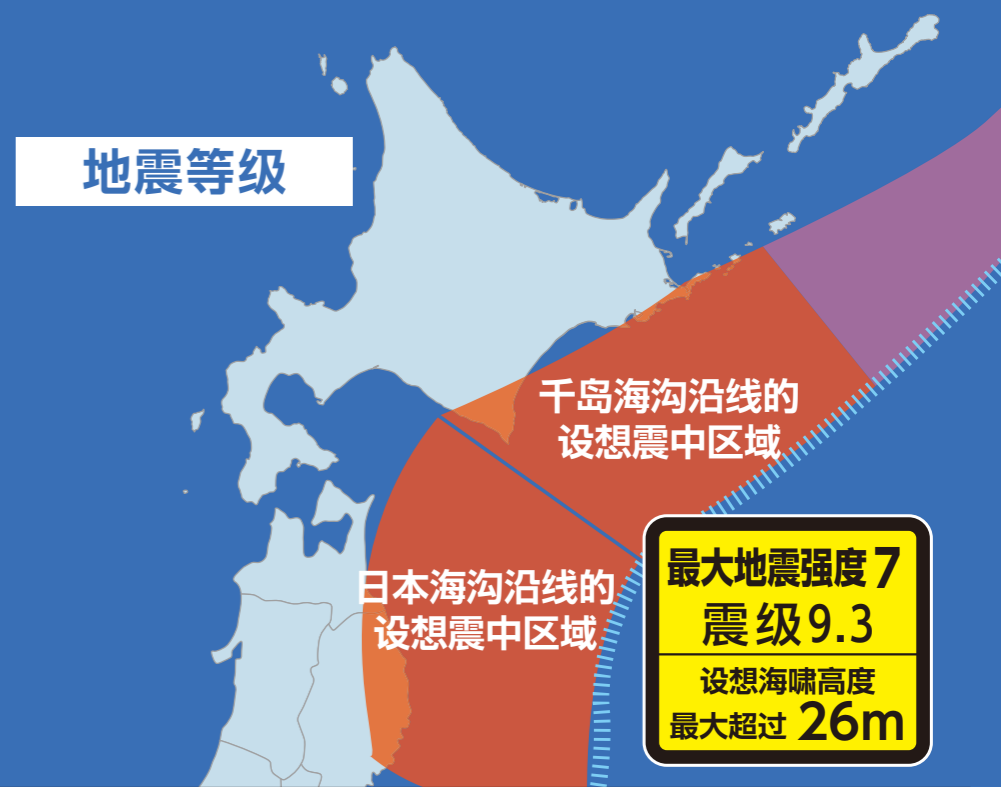 地震等级
千岛海沟沿线的
设想震中区域
日本海沟沿线的
设想震中区域
最大地震强度7
震级9.3
设想海啸高度
最大超过 26m